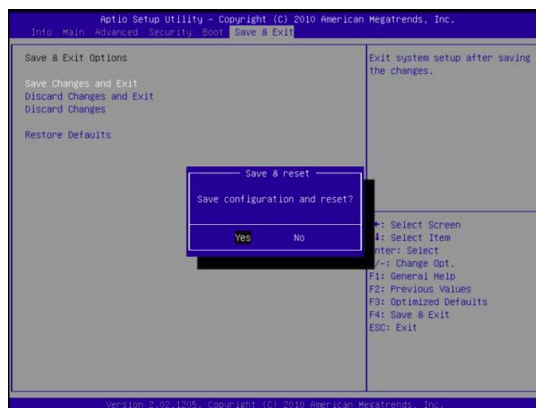 Aptio Setup Utility - Copyright (C) 2010 American Megatrends, Inc.
Info Main Advanced Security Boot Save & Exit
Save & Exit Options
Save Changes and Exit
Discard Changes and Exit
Discard Changes
Restore Defaults
Exit system setup after saving
the changes.
Save & reset
Save configuration and reset?
Yes No
: Select Screen
: Select Item
nter: Select
/-: Change Opt.
F1: General Help
F2: Previous Values
F3: Optimized Defaults
F4: Save & Exit
ESC: Exit
Version 2.02.1205. Copyright (C) 2010 American Megatrends, Inc.